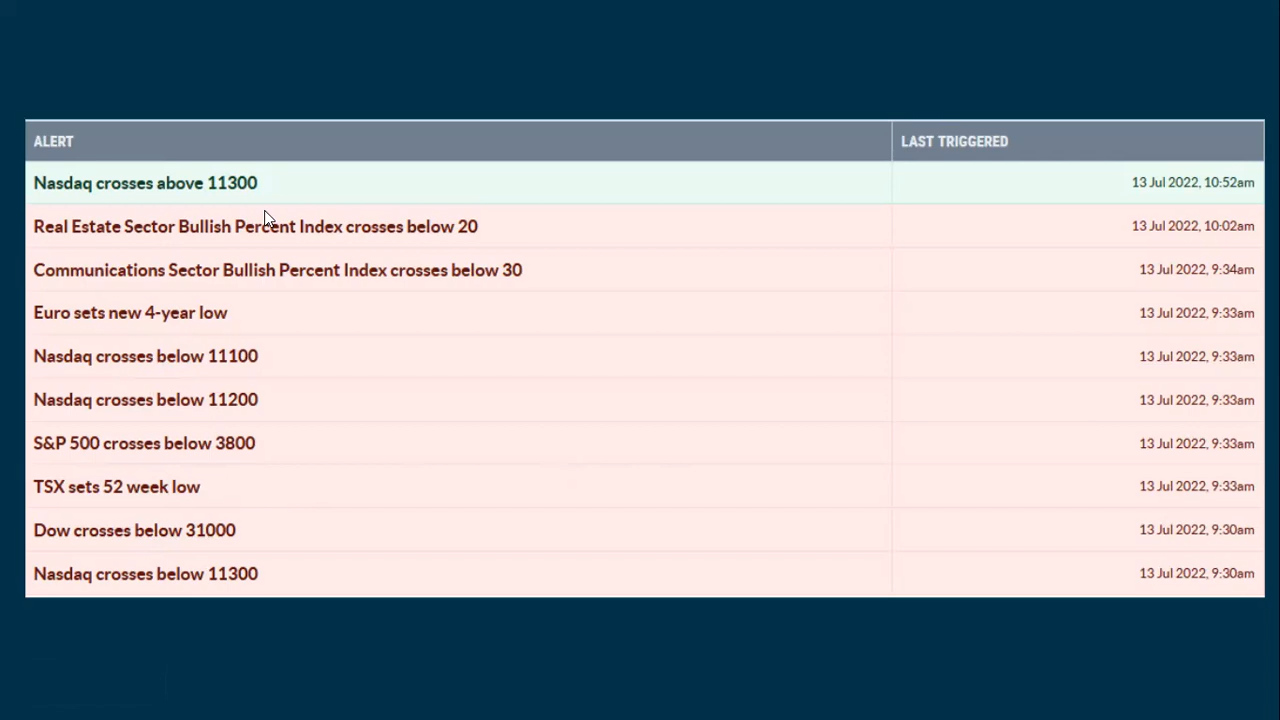 ALERT LAST TRIGGERED
Nasdaq crosses above 11300 13 Jul 2022, 10:52am
Real Estate Sector Bullish Percent Index crosses below 20 13 Jul 2022, 10:02am
Communications Sector Bullish Percent Index crosses below 30 13 Jul 2022, 9:34am
Euro sets new 4-year low 13 Jul 2022, 9:33am
Nasdaq crosses below 11100 13 Jul 2022, 9:33am
Nasdaq crosses below 11200 13 Jul 2022, 9:33am
S&P 500 crosses below 3800 13 Jul 2022, 9:33am
TSX sets 52 week low 13 Jul 2022, 9:33am
Dow crosses below 31000 13 Jul 2022, 9:30am
Nasdaq crosses below 11300 13 Jul 2022, 9:30am